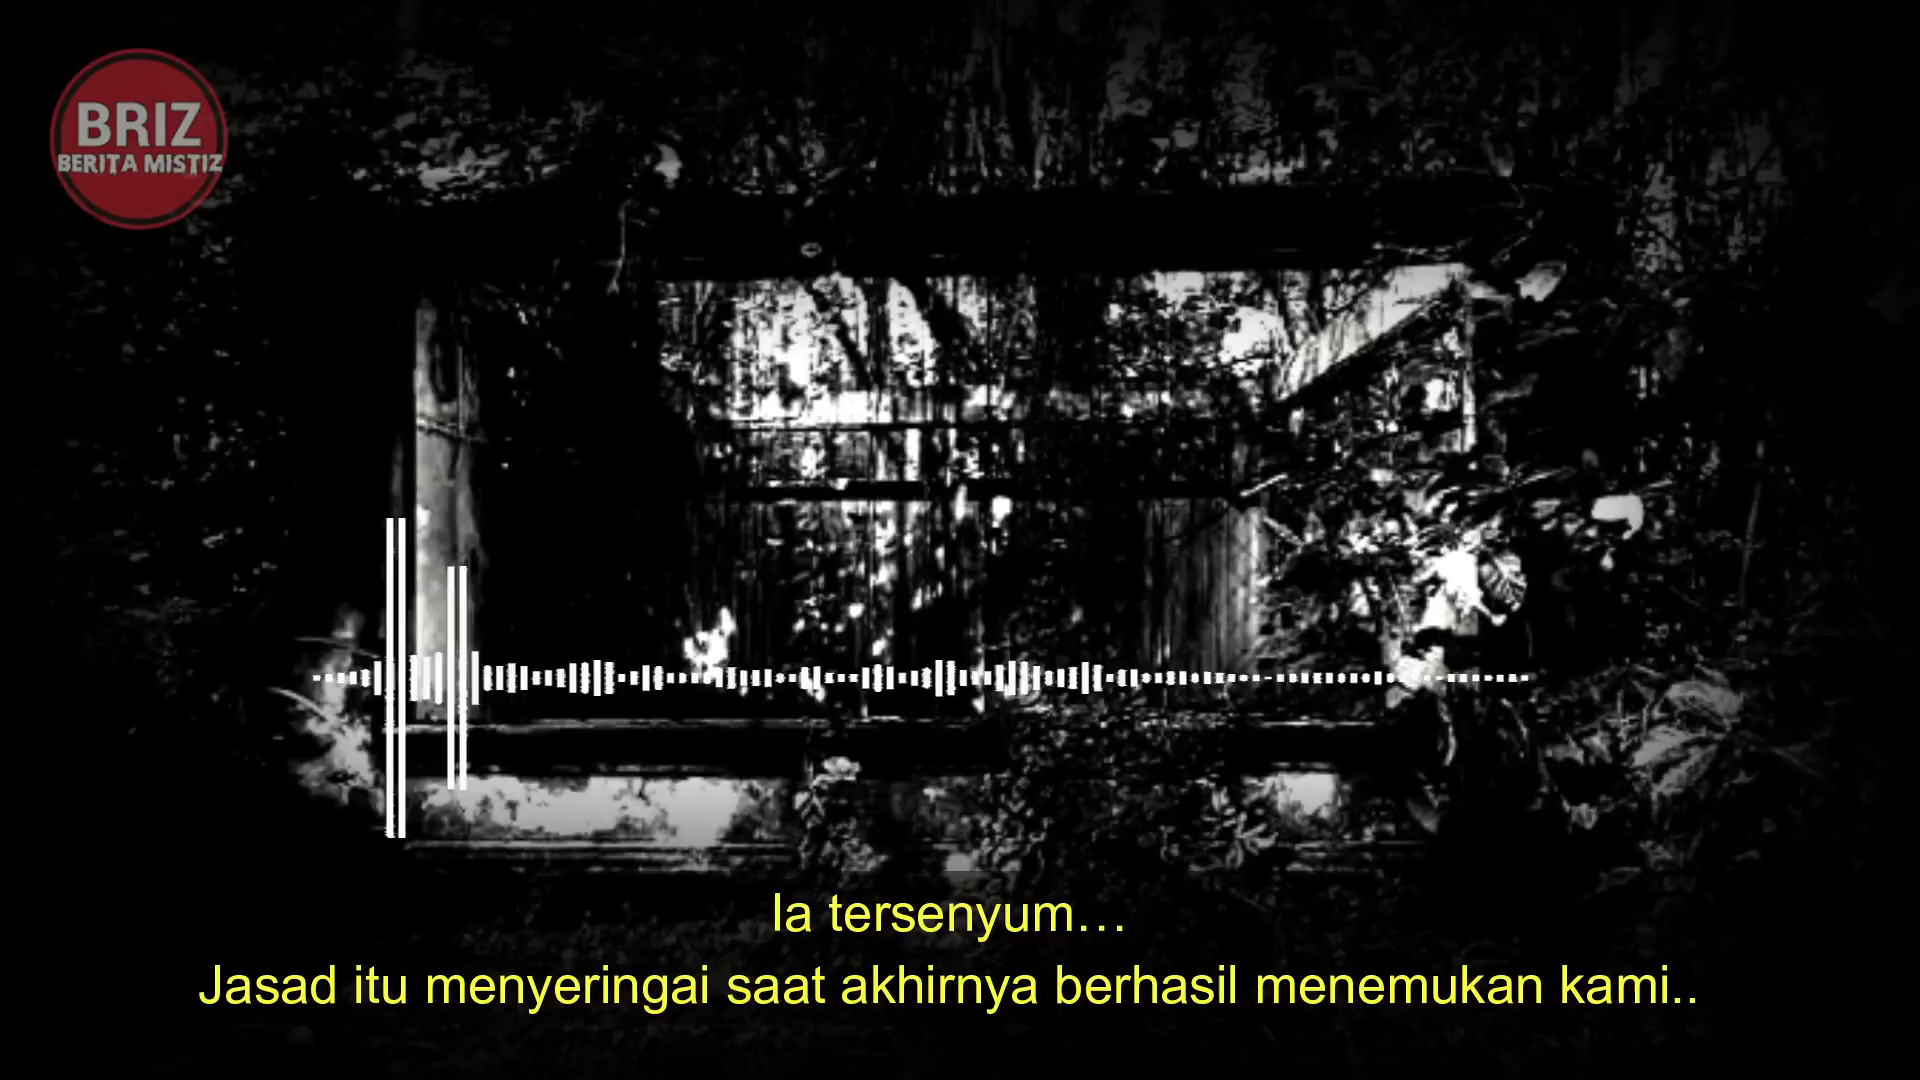 BRIZ
BERITA MISTIZ
Ia tersenyum…
Jasad itu menyeringai saat akhirnya berhasil menemukan kami..